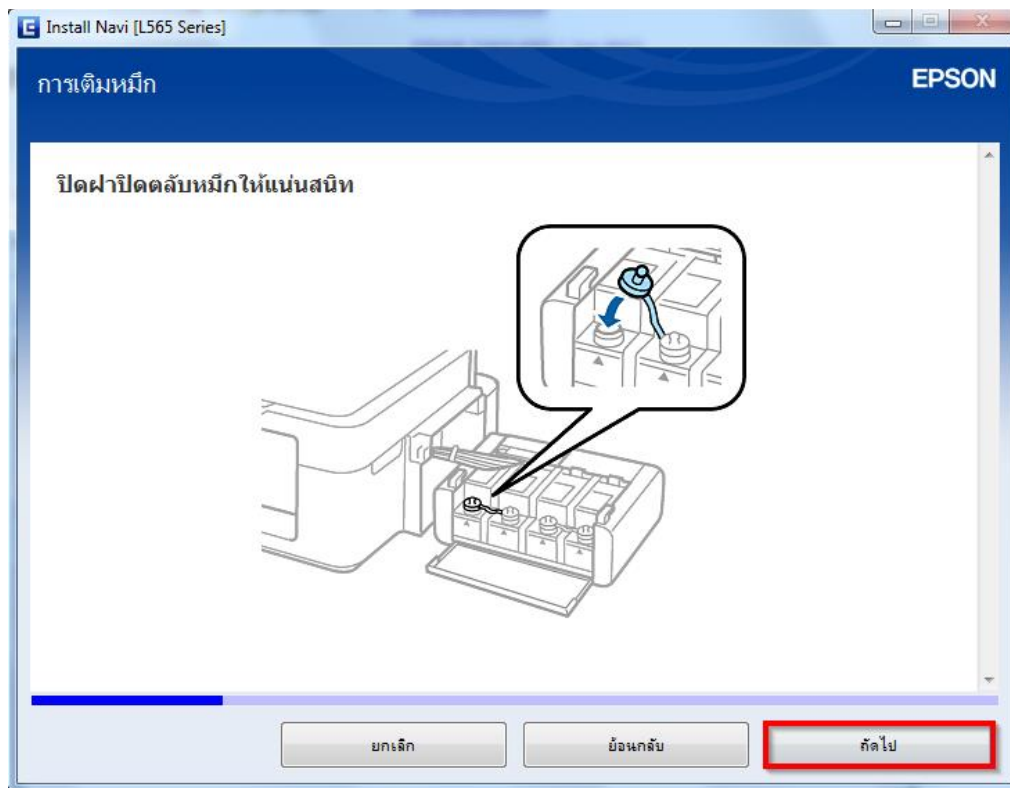 Install Navi [L565 Series]
การเติมหมึก
EPSON
ปิดฝาปิดตลับหมึกให้แน่นสนิท
ยกเลิก
ย้อนกลับ
ถัดไป